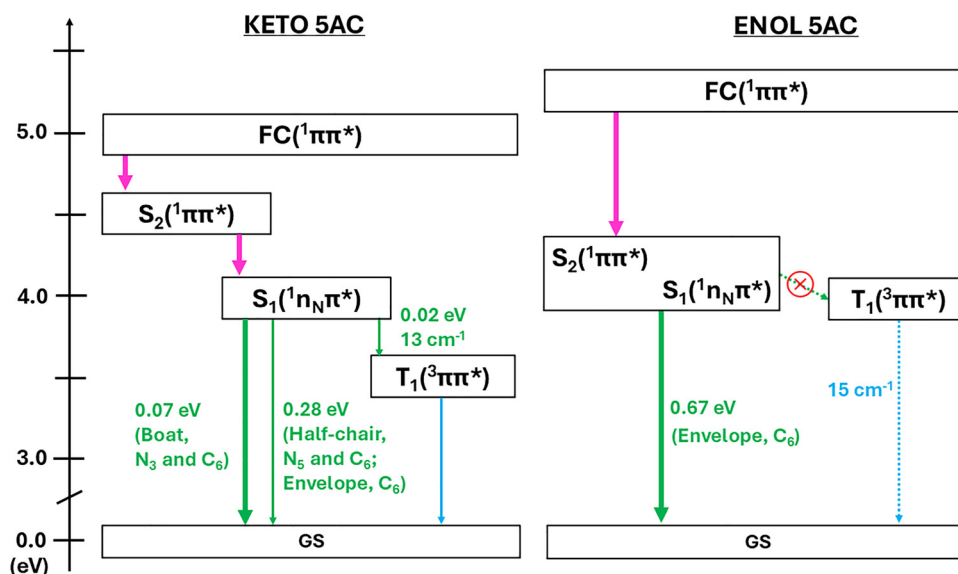 KETO 5AC
ENOL 5AC
5.0
4.0
3.0
0.0
(eV)
FC(¹ππ*)
S₂(¹ππ*)
S₁(¹n_Nπ*)
0.02 eV
13 cm⁻¹
T₁(³ππ*)
0.07 eV
(Boat,
N₃ and C₆)
0.28 eV
(Half-chair,
N₅ and C₆;
Envelope, C₆)
GS
FC(¹ππ*)
S₂(¹ππ*)
S₁(¹n_Nπ*)
T₁(³ππ*)
0.67 eV
(Envelope, C₆)
15 cm⁻¹
GS